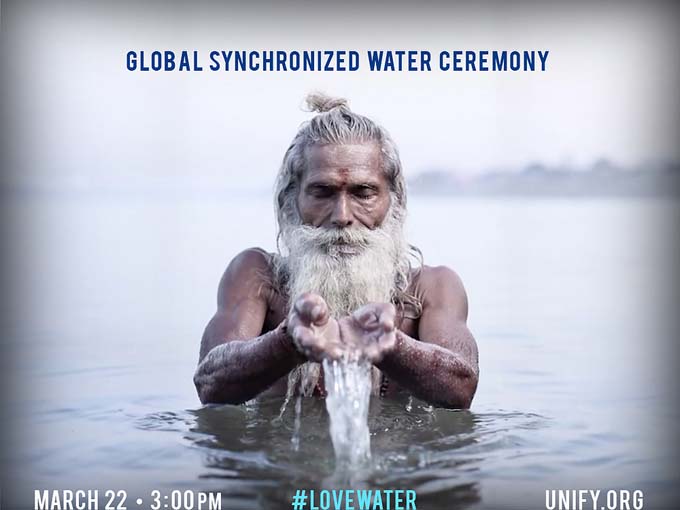 GLOBAL SYNCHRONIZED WATER CEREMONY
MARCH 22 • 3:00PM #LOVEWATER UNIFY.ORG